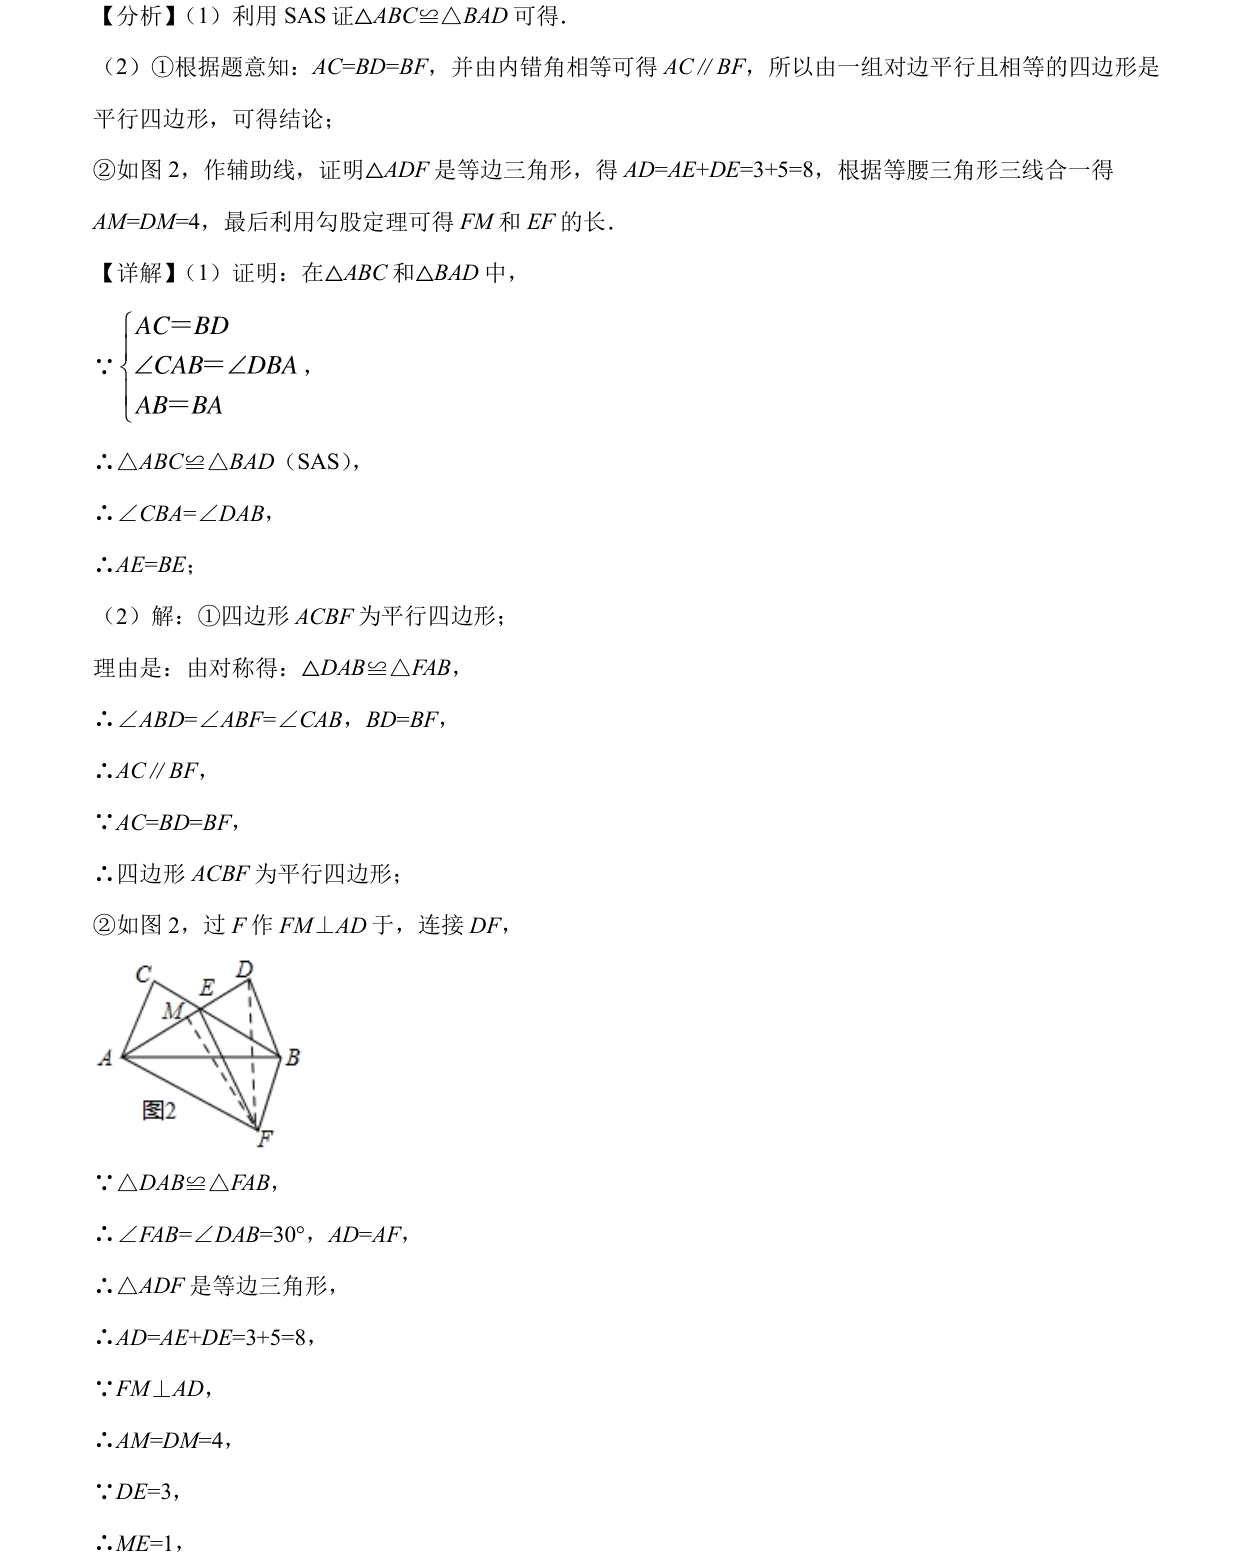 【分析】（1）利用 SAS 证△ABC≌△BAD 可得．
（2）①根据题意知：AC=BD=BF，并由内错角相等可得 AC∥BF，所以由一组对边平行且相等的四边形是
平行四边形，可得结论；
②如图 2，作辅助线，证明△ADF 是等边三角形，得 AD=AE+DE=3+5=8，根据等腰三角形三线合一得
AM=DM=4，最后利用勾股定理可得 FM 和 EF 的长．
【详解】（1）证明：在△ABC 和△BAD 中，
AC＝BD
∵ ∠CAB＝∠DBA，
AB＝BA
∴△ABC≌△BAD（SAS），
∴∠CBA=∠DAB，
∴AE=BE；
（2）解：①四边形 ACBF 为平行四边形；
理由是：由对称得：△DAB≌△FAB，
∴∠ABD=∠ABF=∠CAB，BD=BF，
∴AC∥BF，
∵AC=BD=BF，
∴四边形 ACBF 为平行四边形；
②如图 2，过 F 作 FM⊥AD 于，连接 DF，
C
E
D
M
A
B
图2
F
∵△DAB≌△FAB，
∴∠FAB=∠DAB=30°，AD=AF，
∴△ADF 是等边三角形，
∴AD=AE+DE=3+5=8，
∵FM⊥AD，
∴AM=DM=4，
∵DE=3，
∴ME=1，